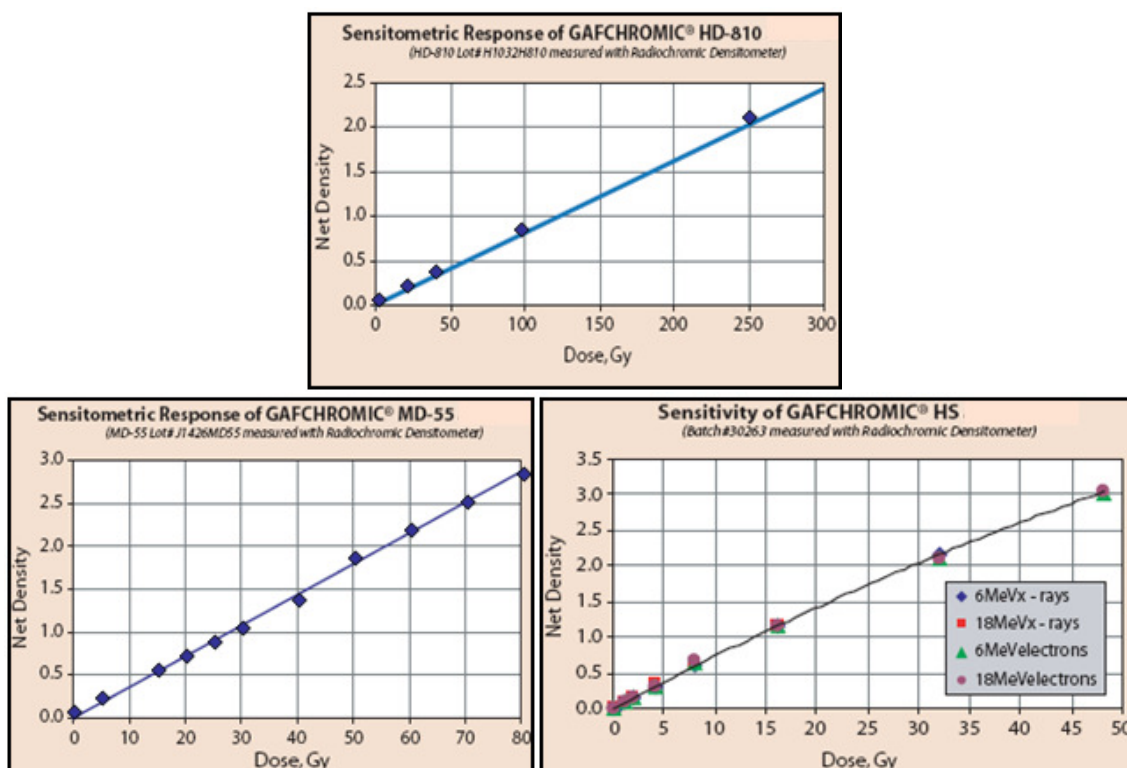 Sensitometric Response of GAFCHROMIC® HD-810
(HD-810 Lot# H1032H810 measured with Radiochromic Densitometer)
2.5
2.0
1.5
1.0
0.5
0.0
Net Density
0 50 100 150 200 250 300
Dose, Gy
Sensitometric Response of GAFCHROMIC® MD-55
(MD-55 Lot# J1426MD55 measured with Radiochromic Densitometer)
3.0
2.5
2.0
1.5
1.0
0.5
0.0
Net Density
0 10 20 30 40 50 60 70 80
Dose, Gy
Sensitivity of GAFCHROMIC® HS
(Batch#30263 measured with Radiochromic Densitometer)
3.5
3.0
2.5
2.0
1.5
1.0
0.5
0.0
Net Density
6MeVx - rays
18MeVx - rays
6MeVelectrons
18MeVelectrons
0 5 10 15 20 25 30 35 40 45 50
Dose, Gy